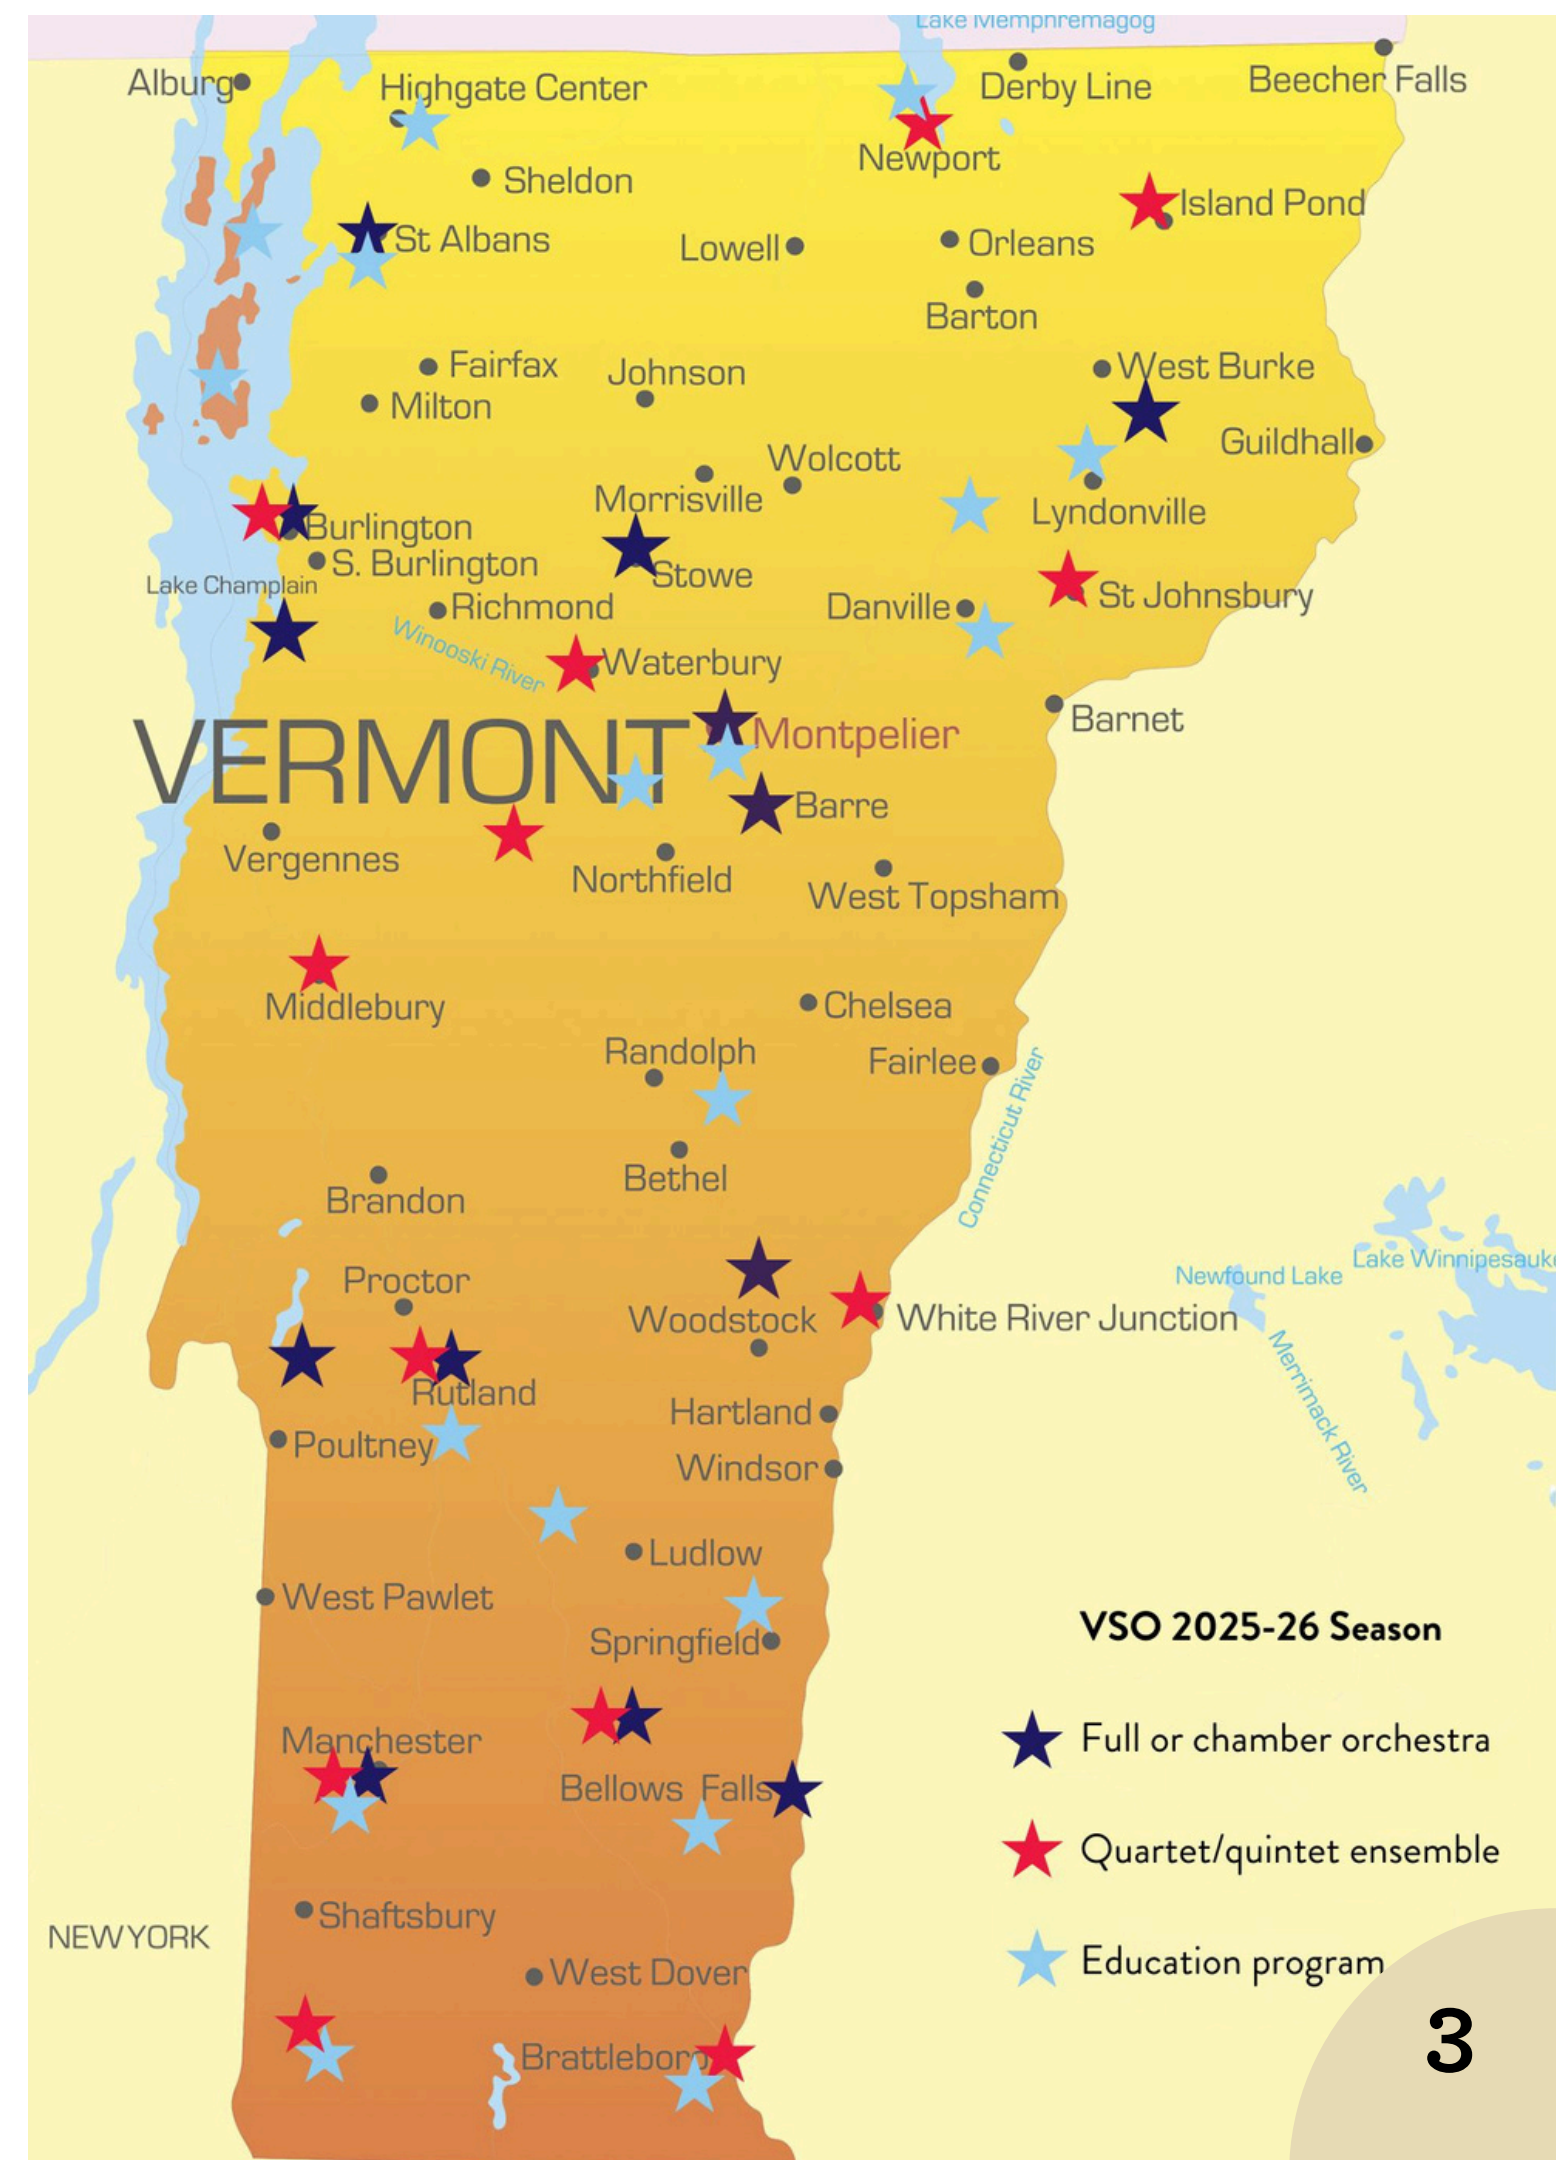 Lake Memphremagog
Alburg
Highgate Center
Derby Line
Beecher Falls
Newport
Sheldon
Island Pond
St Albans
Lowell
Orleans
Barton
Fairfax
Johnson
West Burke
Milton
Guildhall
Wolcott
Morrisville
Lyndonville
Burlington
S. Burlington
Stowe
Lake Champlain
St Johnsbury
Richmond
Danville
Winooski River
Waterbury
Barnet
VERMONT
Montpelier
Barre
Vergennes
Northfield
West Topsham
Middlebury
Chelsea
Randolph
Fairlee
Connecticut River
Bethel
Brandon
Lake Winnipesauke
Newfound Lake
Proctor
Woodstock
White River Junction
Merrimack River
Rutland
Hartland
Poultney
Windsor
Ludlow
West Pawlet
Springfield
VSO 2025-26 Season
Full or chamber orchestra
Manchester
Bellows Falls
Quartet/quintet ensemble
Shaftsbury
NEW YORK
Education program
West Dover
Brattleboro
3